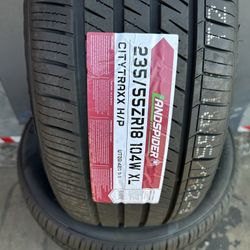 LANDSPIDER
235/55ZR18 104W XL
CITYTRAXX H/P